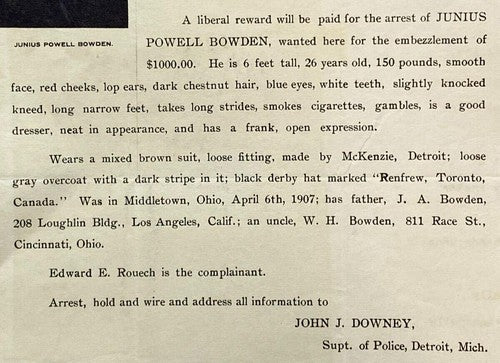 JUNIUS POWELL BOWDEN.
A liberal reward will be paid for the arrest of JUNIUS
POWELL BOWDEN, wanted here for the embezzlement of
$1000.00. He is 6 feet tall, 26 years old, 150 pounds, smooth
face, red cheeks, lop ears, dark chestnut hair, blue eyes, white teeth, slightly knocked
kneed, long narrow feet, takes long strides, smokes cigarettes, gambles, is a good
dresser, neat in appearance, and has a frank, open expression.
Wears a mixed brown suit, loose fitting, made by McKenzie, Detroit; loose
gray overcoat with a dark stripe in it; black derby hat marked "Renfrew, Toronto,
Canada." Was in Middletown, Ohio, April 6th, 1907; has father, J. A. Bowden,
208 Loughlin Bldg., Los Angeles, Calif.; an uncle, W. H. Bowden, 811 Race St.,
Cincinnati, Ohio.
Edward E. Rouech is the complainant.
Arrest, hold and wire and address all information to
JOHN J. DOWNEY,
Supt. of Police, Detroit, Mich.